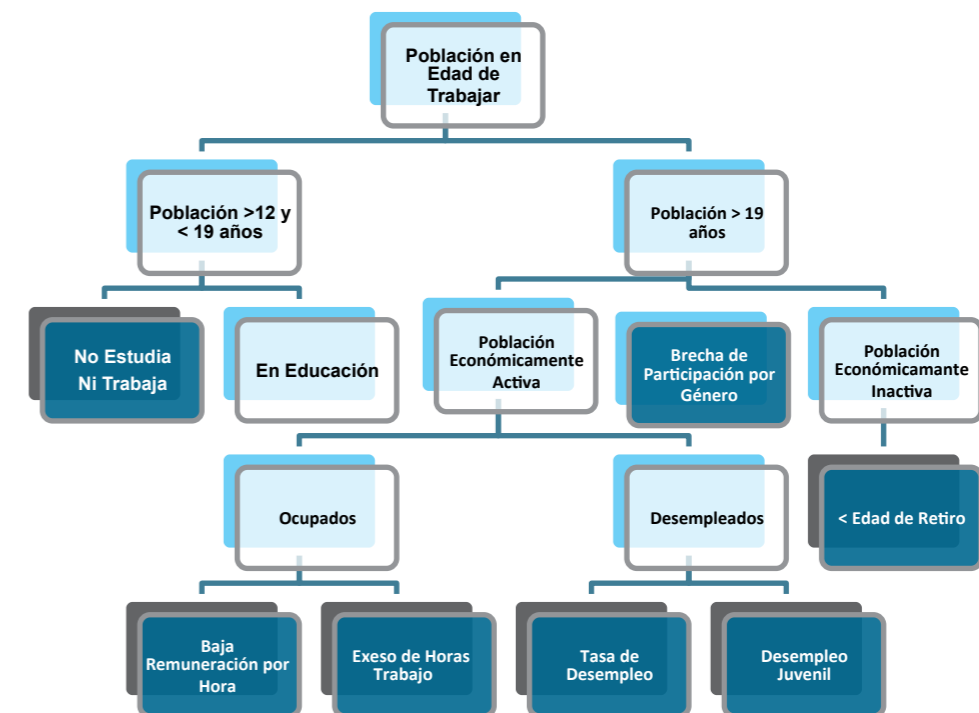 Población en
Edad de
Trabajar
Población >12 y
< 19 años
Población > 19
años
No Estudia
Ni Trabaja
En Educación
Población
Económicamente
Activa
Brecha de
Participación por
Género
Población
Económicamante
Inactiva
Ocupados
Desempleados
< Edad de Retiro
Baja
Remuneración por
Hora
Exeso de Horas
Trabajo
Tasa de
Desempleo
Desempleo
Juvenil